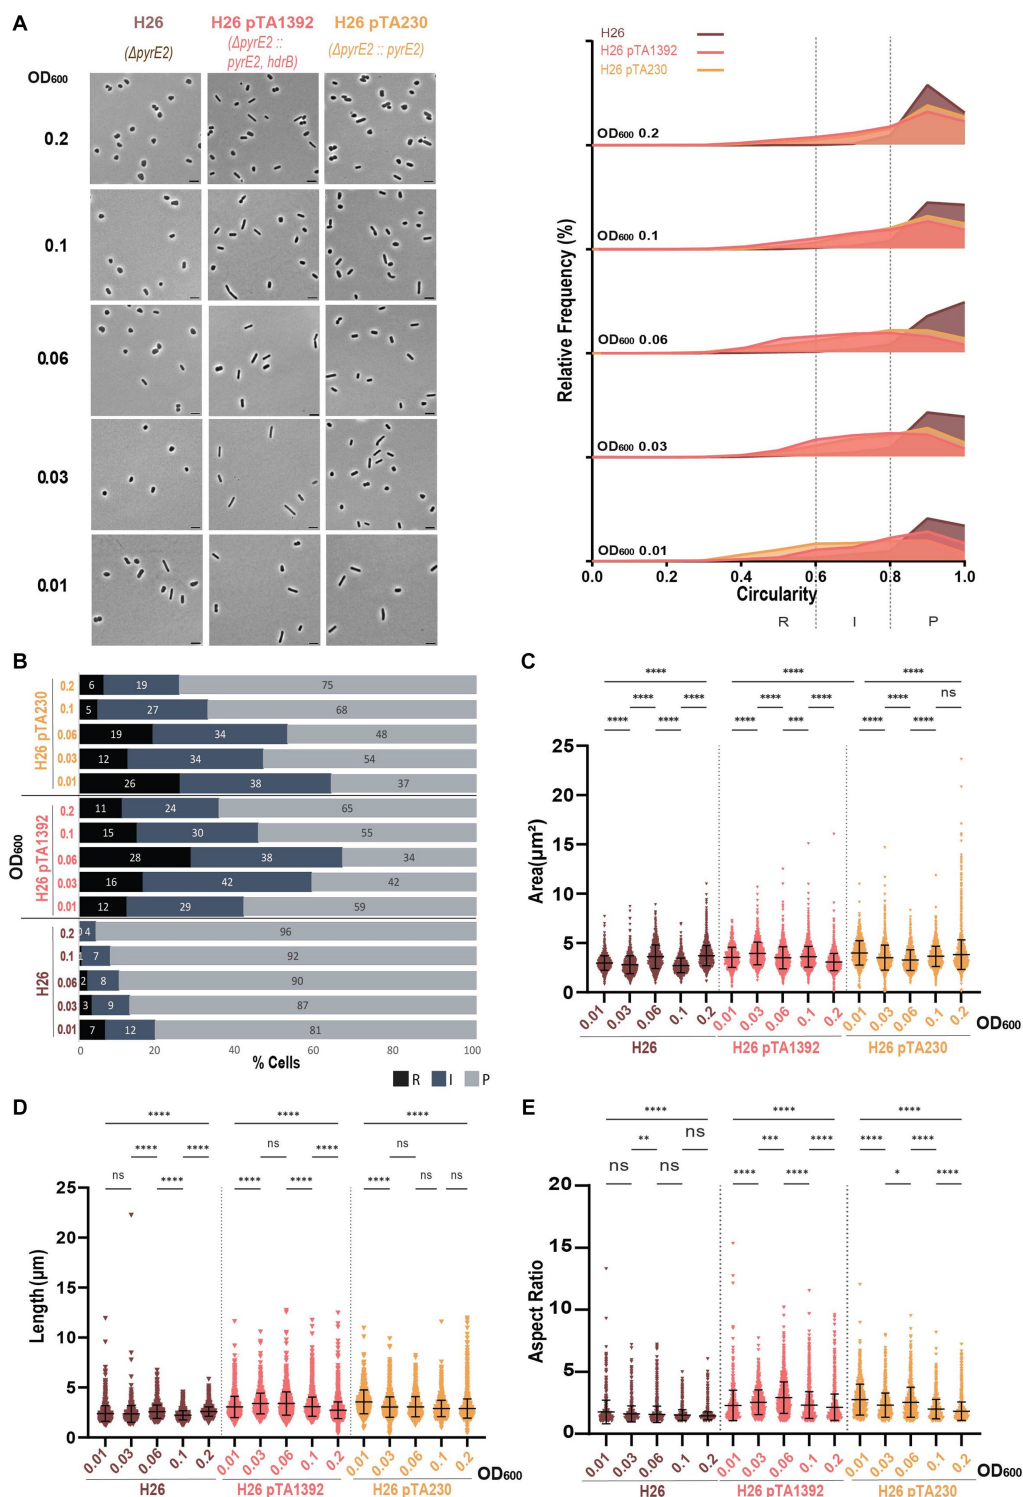 A
H26
(ΔpyrE2)
H26 pTA1392
(ΔpyrE2 ::
pyrE2, hdrB)
H26 pTA230
(ΔpyrE2 :: pyrE2)
OD₆₀₀
0.2
0.1
0.06
0.03
0.01
H26
H26 pTA1392
H26 pTA230
Relative Frequency (%)
OD₆₀₀ 0.2
OD₆₀₀ 0.1
OD₆₀₀ 0.06
OD₆₀₀ 0.03
OD₆₀₀ 0.01
0.0 0.2 0.4 0.6 0.8 1.0
Circularity
R I P
B
OD₆₀₀
H26 pTA230
0.2 6 19 75
0.1 5 27 68
0.06 19 34 48
0.03 12 34 54
0.01 26 38 37
H26 pTA1392
0.2 11 24 65
0.1 15 30 55
0.06 28 38 34
0.03 16 42 42
0.01 12 29 59
H26
0.2 0 4 96
0.1 1 7 92
0.06 2 8 90
0.03 3 9 87
0.01 7 12 81
0 20 40 60 80 100
% Cells
R I P
C
**** **** ****
**** **** **** **** **** ns
**** **** **** *** **** ****
Area(µm²)
25
20
15
10
5
0
0.01 0.03 0.06 0.1 0.2 0.01 0.03 0.06 0.1 0.2 0.01 0.03 0.06 0.1 0.2
OD₆₀₀
H26 H26 pTA1392 H26 pTA230
D
**** **** ****
**** **** ns **** ns
ns **** **** **** **** ns ns
Length (µm)
25
20
15
10
5
0
0.01 0.03 0.06 0.1 0.2 0.01 0.03 0.06 0.1 0.2 0.01 0.03 0.06 0.1 0.2
OD₆₀₀
H26 H26 pTA1392 H26 pTA230
E
**** **** ****
** ns *** **** **** ****
ns ns **** **** * ****
Aspect Ratio
20
15
10
5
0
0.01 0.03 0.06 0.1 0.2 0.01 0.03 0.06 0.1 0.2 0.01 0.03 0.06 0.1 0.2
OD₆₀₀
H26 H26 pTA1392 H26 pTA230